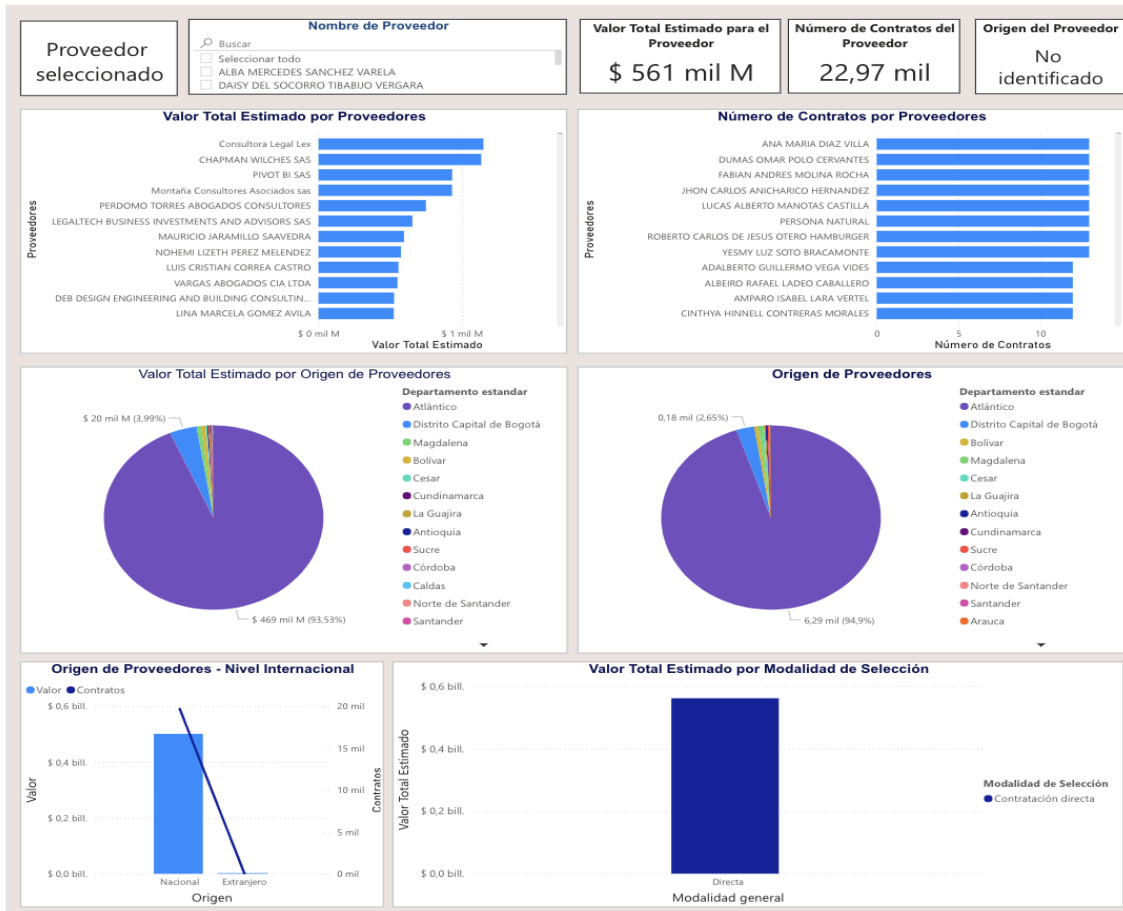 Proveedor
seleccionado
Nombre de Proveedor
Buscar
Seleccionar todo
ALBA MERCEDES SANCHEZ VARELA
DAISY DEL SOCORRO TIBABIJO VERGARA
Valor Total Estimado para el
Proveedor
$ 561 mil M
Número de Contratos del
Proveedor
22,97 mil
Origen del Proveedor
No
identificado
Valor Total Estimado por Proveedores
Proveedores
Consultora Legal Lex
CHAPMAN WILCHES SAS
PIVOT BI SAS
Montaña Consultores Asociados sas
PERDOMO TORRES ABOGADOS CONSULTORES
LEGALTECH BUSINESS INVESTMENTS AND ADVISORS SAS
MAURICIO JARAMILLO SAAVEDRA
NOHEMI LIZETH PEREZ MELENDEZ
LUIS CRISTIAN CORREA CASTRO
VARGAS ABOGADOS CIA LTDA
DEB DESIGN ENGINEERING AND BUILDING CONSULTIN...
LINA MARCELA GOMEZ AVILA
$ 0 mil M
$ 1 mil M
Valor Total Estimado
Número de Contratos por Proveedores
Proveedores
ANA MARIA DIAZ VILLA
DUMAS OMAR POLO CERVANTES
FABIAN ANDRES MOLINA ROCHA
JHON CARLOS ANICHARICO HERNANDEZ
LUCAS ALBERTO MANOTAS CASTILLA
PERSONA NATURAL
ROBERTO CARLOS DE JESUS OTERO HAMBURGER
YESMY LUZ SOTO BRACAMONTE
ADALBERTO GUILLERMO VEGA VIDES
ALBEIRO RAFAEL LADEO CABALLERO
AMPARO ISABEL LARA VERTEL
CINTHYA HINNELL CONTRERAS MORALES
0
5
10
Número de Contratos
Valor Total Estimado por Origen de Proveedores
$ 20 mil M (3,99%)
$ 469 mil M (93,53%)
Departamento estandar
Atlántico
Distrito Capital de Bogotá
Magdalena
Bolívar
Cesar
Cundinamarca
La Guajira
Antioquia
Sucre
Córdoba
Caldas
Norte de Santander
Santander
Origen de Proveedores
0,18 mil (2,65%)
6,29 mil (94,9%)
Departamento estandar
Atlántico
Distrito Capital de Bogotá
Bolívar
Magdalena
Cesar
La Guajira
Antioquia
Cundinamarca
Sucre
Córdoba
Norte de Santander
Santander
Arauca
Origen de Proveedores - Nivel Internacional
Valor
Contratos
Valor
$ 0,6 bill.
$ 0,4 bill.
$ 0,2 bill.
$ 0,0 bill.
20 mil
15 mil
10 mil
5 mil
0 mil
Contratos
Nacional
Extranjero
Origen
Valor Total Estimado por Modalidad de Selección
Valor Total Estimado
$ 0,6 bill.
$ 0,4 bill.
$ 0,2 bill.
$ 0,0 bill.
Directa
Modalidad general
Modalidad de Selección
Contratación directa